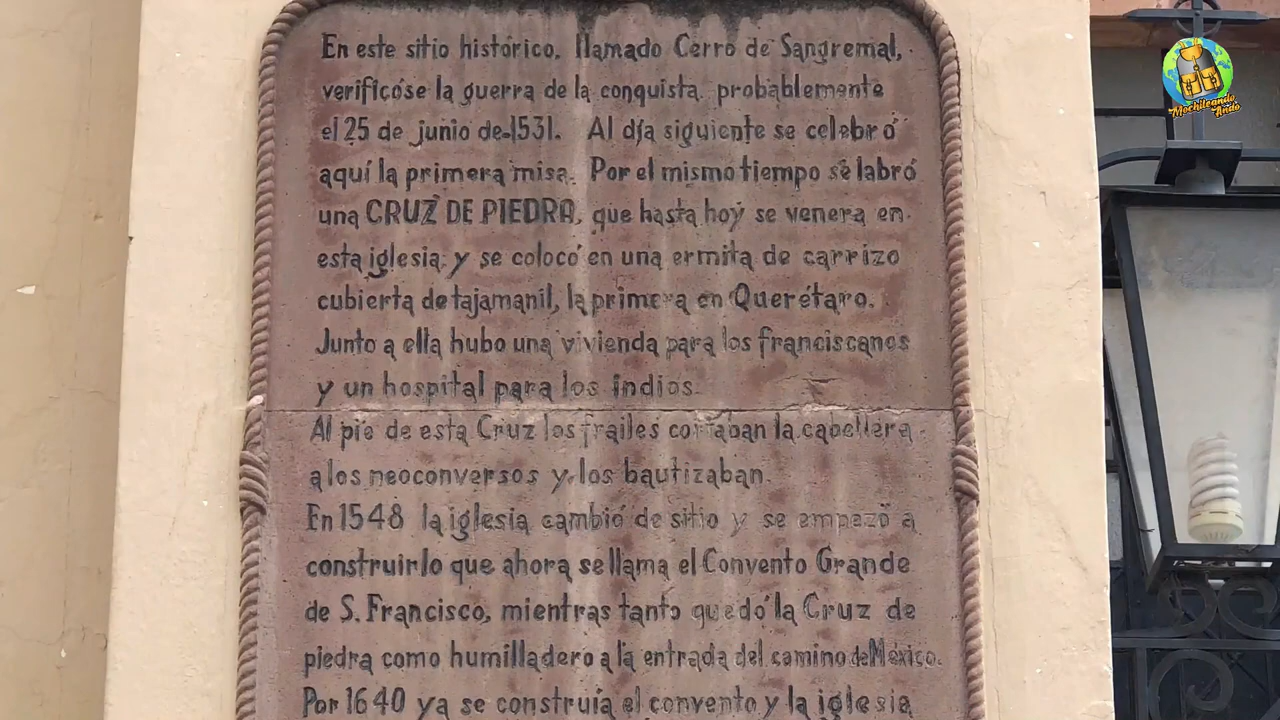 En este sitio histórico, llamado Cerro de Sangremal,
verificóse la guerra de la conquista, probablemente
el 25 de junio de 1531. Al día siguiente se celebró
aquí la primera misa. Por el mismo tiempo se labró
una CRUZ DE PIEDRA, que hasta hoy se venera en
esta iglesia; y se colocó en una ermita de carrizo
cubierta de tajamanil, la primera en Querétaro.
Junto a ella hubo una vivienda para los franciscanos
y un hospital para los indios.
Al pie de esta Cruz los frailes cortaban la cabellera
a los neoconversos y los bautizaban.
En 1548 la iglesia cambió de sitio y se empezó a
construirlo que ahora se llama el Convento Grande
de S. Francisco, mientras tanto quedó la Cruz de
piedra como humilladero a la entrada del camino de México.
Por 1640 ya se construía el convento y la iglesia
Mochileando
Ando